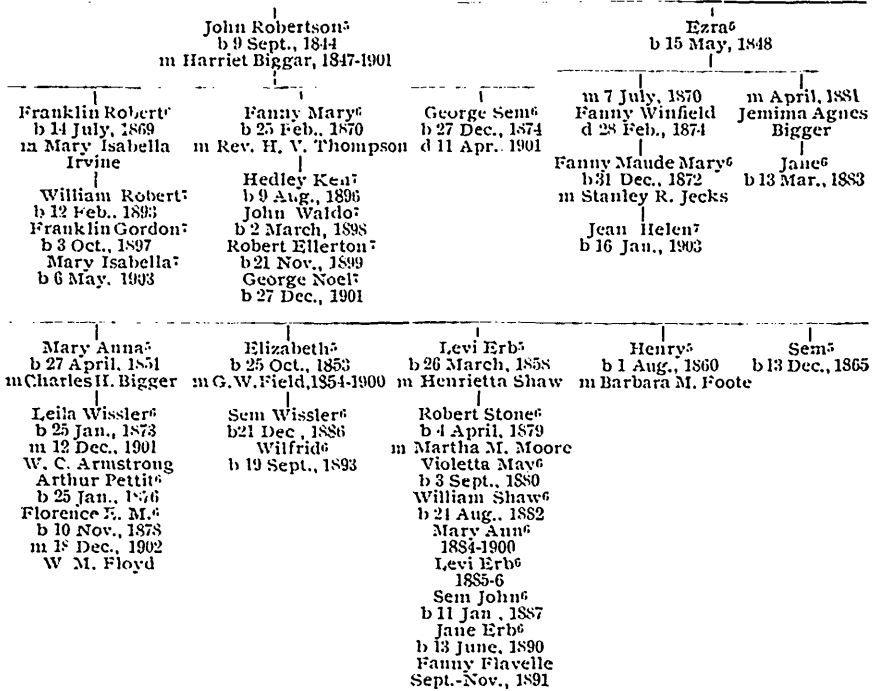 John Robertson⁵
b 9 Sept., 1844
m Harriet Biggar, 1847-1901
Franklin Robert⁶
b 14 July, 1869
m Mary Isabella
Irvine
William Robert⁷
b 12 Feb.. 1893
Franklin Gordon⁷
b 3 Oct., 1897
Mary Isabella⁷
b 6 May. 1903
Fanny Mary⁶
b 25 Feb., 1870
m Rev. H. V. Thompson
Hedley Ken⁷
b 9 Aug., 1896
John Waldo⁷
b 2 March, 1898
Robert Ellerton⁷
b 21 Nov., 1899
George Noel⁷
b 27 Dec., 1901
George Sem⁶
b 27 Dec., 1874
d 11 Apr., 1901
Ezra⁶
b 15 May, 1848
m 7 July, 1870
Fanny Winfield
d 28 Feb., 1874
Fanny Maude Mary⁶
b 31 Dec., 1872
m Stanley R. Jecks
Jean Helen⁷
b 16 Jan., 1903
m April, 1881
Jemima Agnes
Bigger
Jane⁶
b 13 Mar., 1883
Mary Anna⁵
b 27 April, 1851
m Charles H. Bigger
Leila Wissler⁶
b 25 Jan., 1873
m 12 Dec., 1901
W. C. Armstrong
Arthur Pettit⁶
b 25 Jan., 1876
Florence E. M.⁶
b 10 Nov., 1878
m 18 Dec., 1902
W M. Floyd
Elizabeth⁵
b 25 Oct., 1853
m G. W. Field, 1854-1900
Sem Wissler⁶
b 21 Dec , 1886
Wilfrid⁶
b 19 Sept., 1893
Levi Erb⁵
b 26 March, 1858
m Henrietta Shaw
Robert Stone⁶
b 4 April, 1879
m Martha M. Moore
Violetta May⁶
b 3 Sept., 1880
William Shaw⁶
b 21 Aug., 1882
Mary Ann⁶
1884-1900
Levi Erb⁶
1885-6
Sem John⁶
b 11 Jan , 1887
Jane Erb⁶
b 13 June, 1890
Fanny Flavelle
Sept.-Nov., 1891
Henry⁵
b 1 Aug., 1860
m Barbara M. Foote
Sem⁵
b 13 Dec., 1865